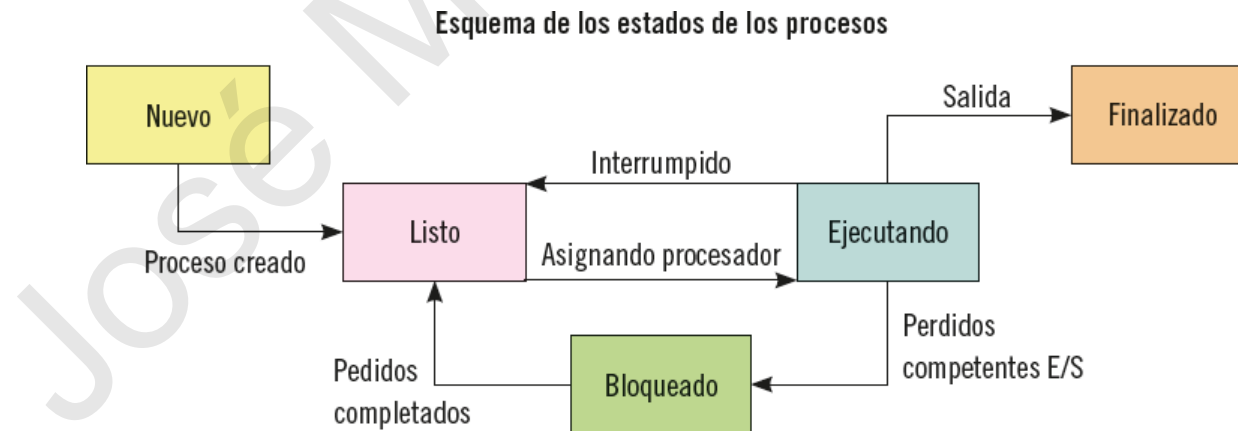 Esquema de los estados de los procesos
Nuevo
Salida
Finalizado
Interrumpido
Listo
Ejecutando
Asignando procesador
Proceso creado
Perdidos
competentes E/S
Pedidos
completados
Bloqueado
José M